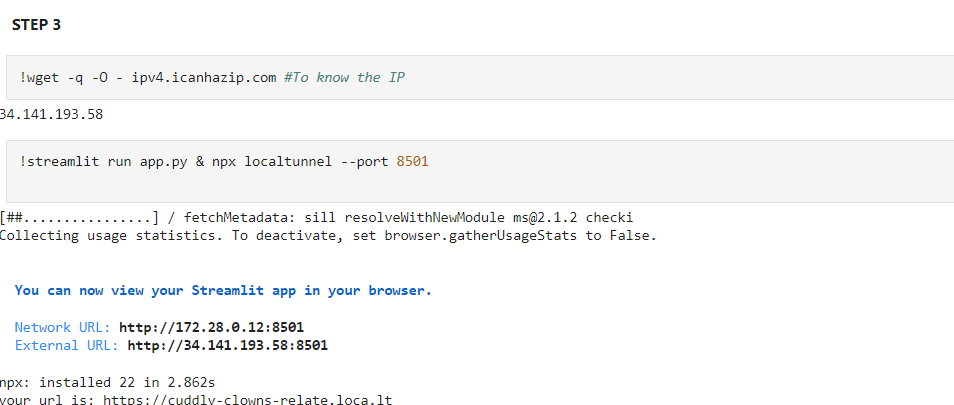 STEP 3
!wget -q -O - ipv4.icanhazip.com #To know the IP
34.141.193.58
!streamlit run app.py & npx localtunnel --port 8501
[##................] / fetchMetadata: sill resolveWithNewModule ms@2.1.2 checki
Collecting usage statistics. To deactivate, set browser.gatherUsageStats to False.
You can now view your Streamlit app in your browser.
Network URL: http://172.28.0.12:8501
External URL: http://34.141.193.58:8501
npx: installed 22 in 2.862s
your url is: https://cuddly-clowns-relate.loca.lt